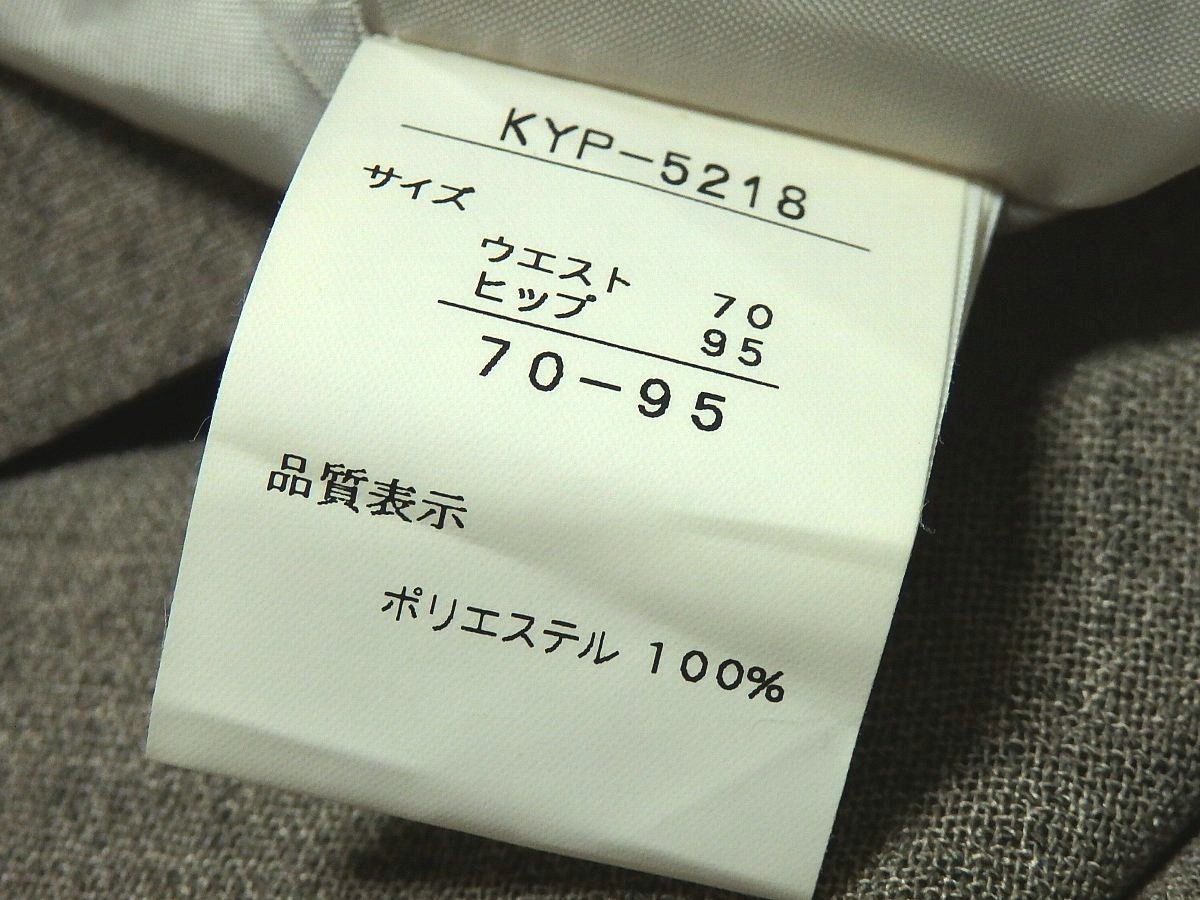 KYP-5218
サイズ
ウエスト 70
ヒップ 95
70-95
品質表示
ポリエステル 100%